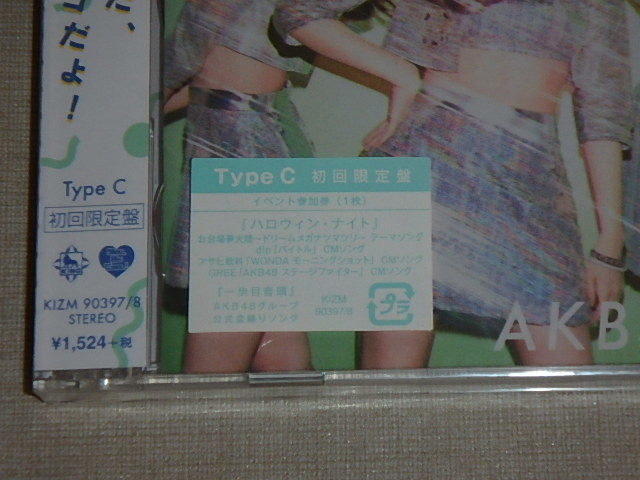 た、
コだよ!
Type C
初回限定盤
KIZM 90397/8
STEREO
¥1,524+税
Type C 初回限定盤
イベント参加券(1枚)
『ハロウィン・ナイト』
お台場夢大陸〜ドリームメガナツマツリ〜 テーマソング
dip「バイトル」 CMソング
アサヒ飲料「WONDA モーニングショット」 CMソング
GREE「AKB48 ステージファイター」 CMソング
『一歩目音頭』
AKB48グループ
公式盆踊りソング
KIZM
90397/8
プラ
AKB